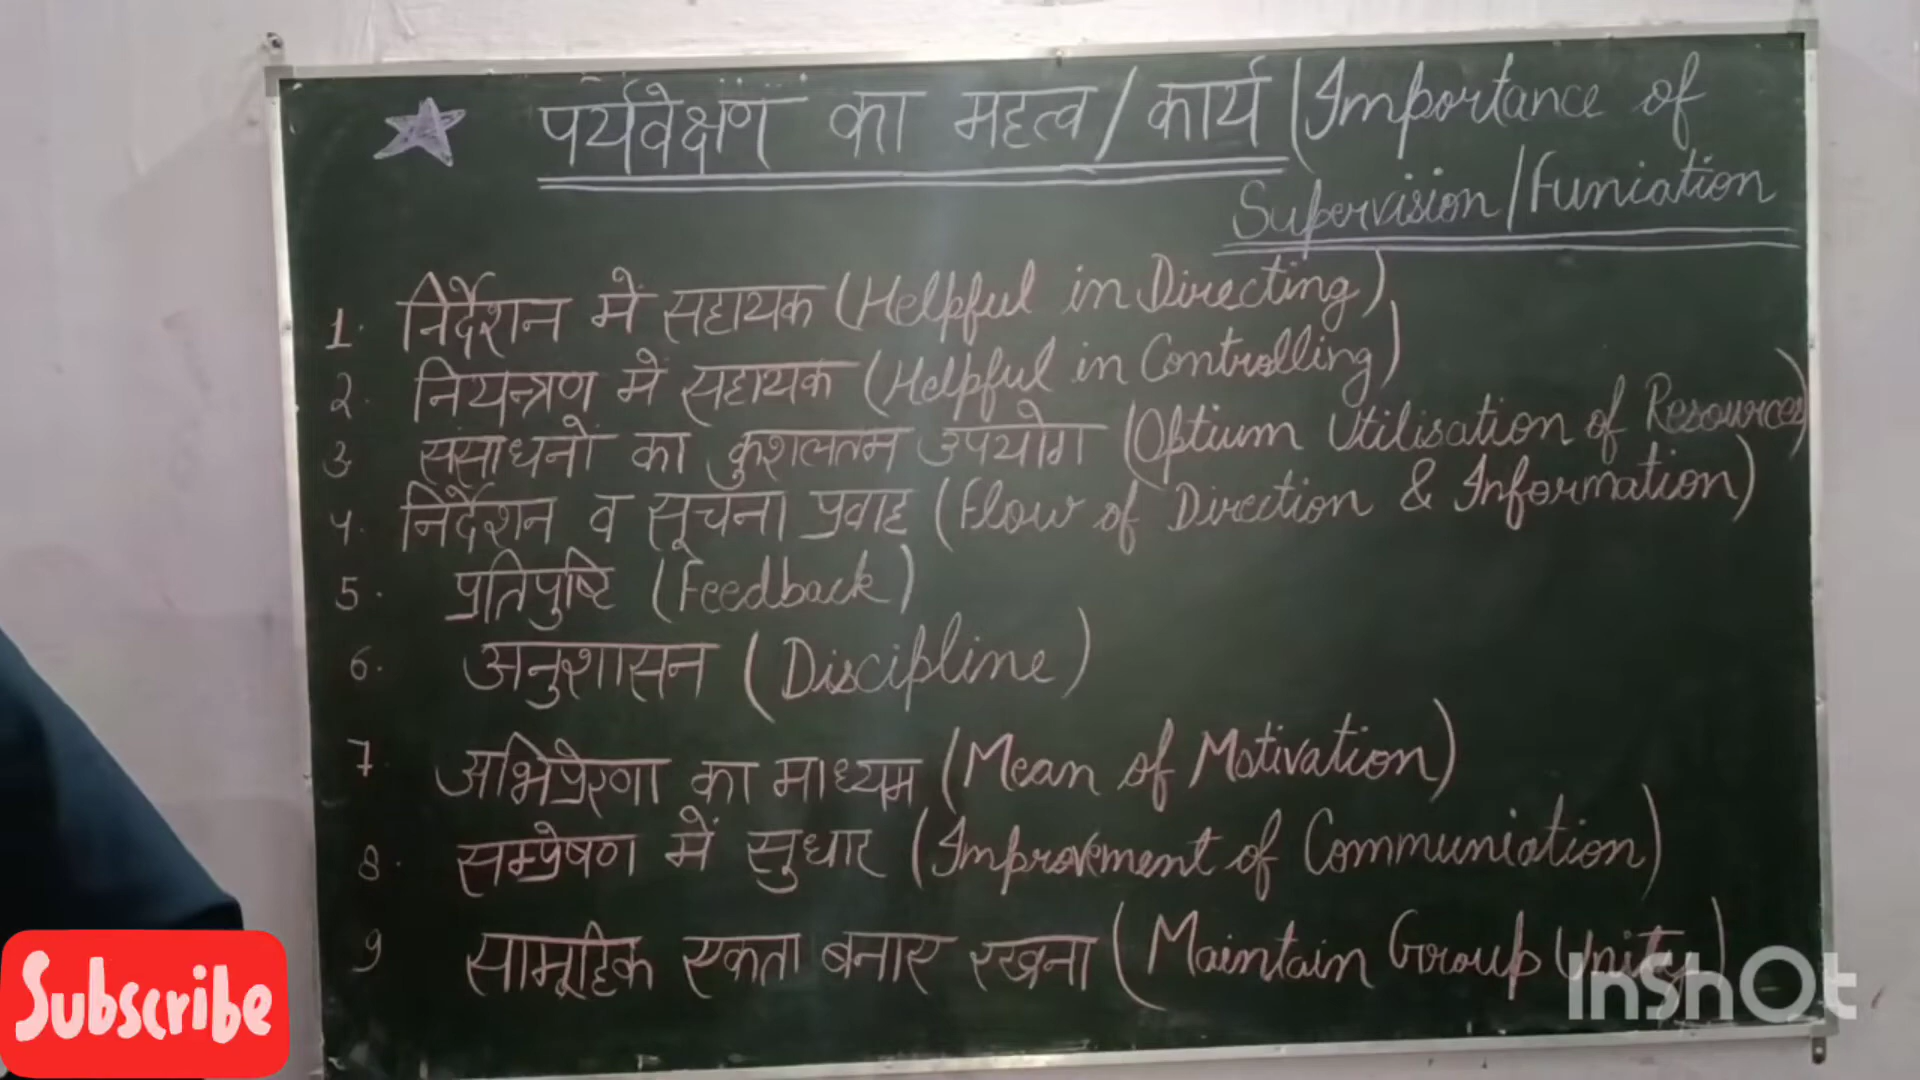 पर्यवेक्षण का महत्व / कार्य (Importance of
Supervision / Funciation
1. निर्देशन में सहायक (Helpful in Directing)
2. नियन्त्रण में सहायक (Helpful in Controlling)
3 संसाधनों का कुशलतम उपयोग (Optium Utilisation of Resources)
4. निर्देशन व सूचना प्रवाह (Flow of Direction & Information)
5. प्रतिपुष्टि (Feedback)
6. अनुशासन (Discipline)
7 अभिप्रेरणा का माध्यम (Mean of Motivation)
8. सम्प्रेषण में सुधार (Improvement of Communiation)
9 सामूहिक एकता बनाए रखना (Maintain Group Unity)
Subscribe
InShOt